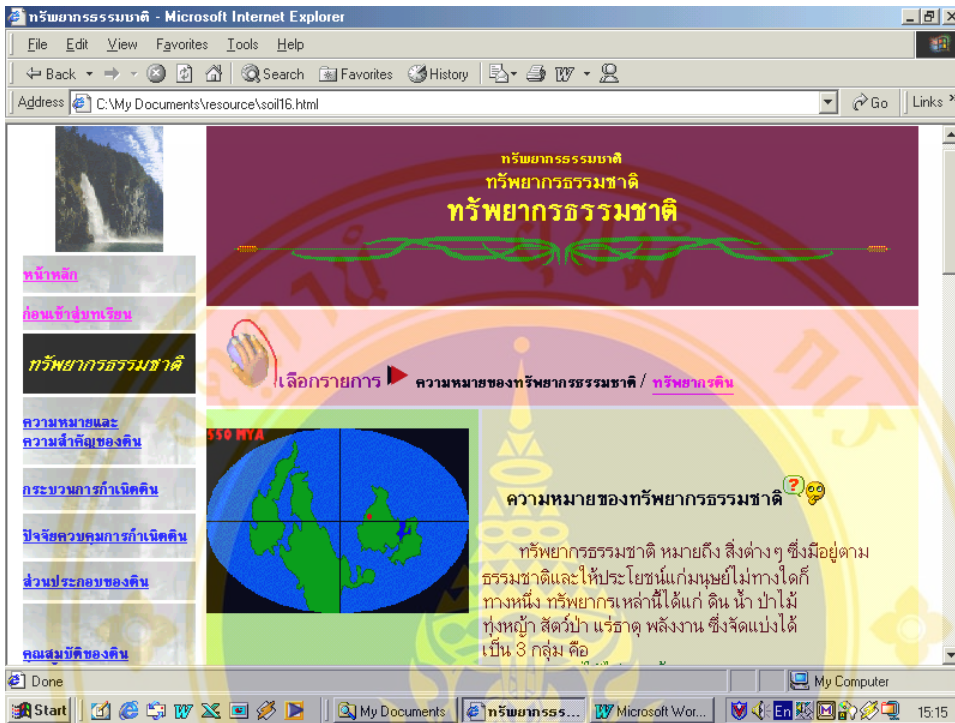 ทรัพยากรธรรมชาติ - Microsoft Internet Explorer
File Edit View Favorites Tools Help
Back Search Favorites History
Address C:\My Documents\resource\soil16.html Go Links »
ทรัพยากรธรรมชาติ
ทรัพยากรธรรมชาติ
ทรัพยากรธรรมชาติ
หน้าหลัก
ก่อนเข้าสู่บทเรียน
ทรัพยากรธรรมชาติ
ความหมายและ
ความสำคัญของดิน
กระบวนการกำเนิดดิน
ปัจจัยควบคุมการกำเนิดดิน
ส่วนประกอบของดิน
คุณสมบัติของดิน
เลือกรายการ ความหมายของทรัพยากรธรรมชาติ / ทรัพยากรดิน
550 MYA
ความหมายของทรัพยากรธรรมชาติ ?
ทรัพยากรธรรมชาติ หมายถึง สิ่งต่างๆ ซึ่งมีอยู่ตาม
ธรรมชาติและให้ประโยชน์แก่มนุษย์ไม่ทางใดก็
ทางหนึ่ง ทรัพยากรเหล่านี้ได้แก่ ดิน น้ำ ป่าไม้
ทุ่งหญ้า สัตว์ป่า แร่ธาตุ พลังงาน ซึ่งจัดแบ่งได้
เป็น 3 กลุ่ม คือ
Done My Computer
Start My Documents ทรัพยากรธร... Microsoft Wor... En 15:15